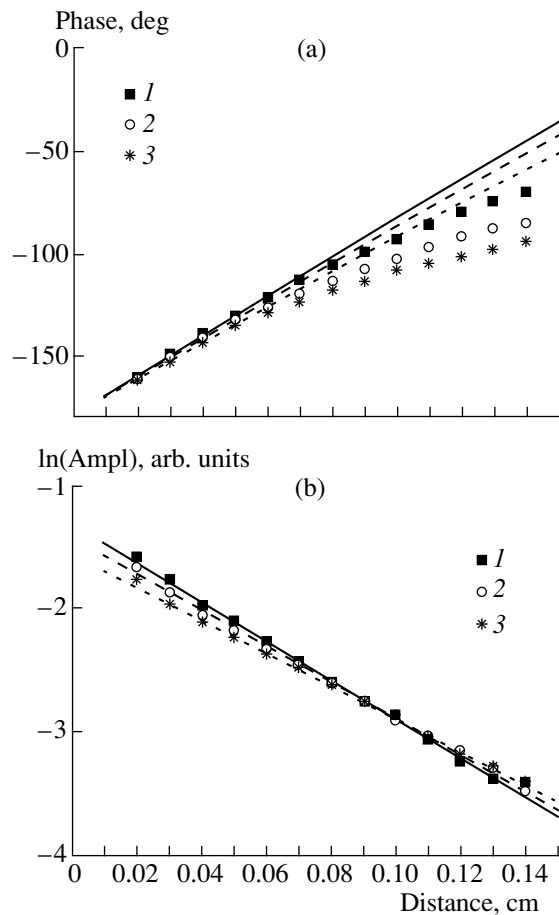 Phase, deg
0
(a)
1
2
3
−50
−100
−150
ln(Ampl), arb. units
−1
(b)
1
2
3
−2
−3
−4
0 0.02 0.04 0.06 0.08 0.10 0.12 0.14
Distance, cm